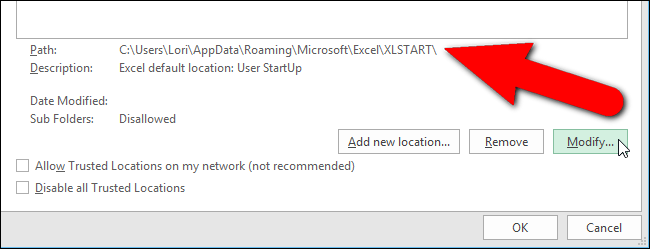 Path: C:\Users\Lori\AppData\Roaming\Microsoft\Excel\XLSTART\
Description: Excel default location: User StartUp
Date Modified:
Sub Folders: Disallowed
Add new location... Remove Modify...
Allow Trusted Locations on my network (not recommended)
Disable all Trusted Locations
OK Cancel